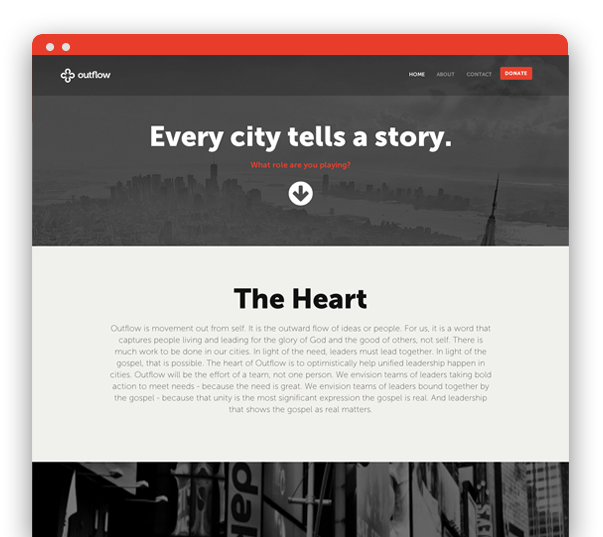 outflow
HOME ABOUT CONTACT DONATE
Every city tells a story.
What role are you playing?
The Heart
Outflow is movement out from self. It is the outward flow of ideas or people. For us, it is a word that
captures people living and leading for the glory of God and the good of others, not self. There is
much work to be done in our cities. In light of the need, leaders must lead together. In light of the
gospel, that is possible. The heart of Outflow is to optimistically help unified leadership happen in
cities. Outflow will be the effort of a team, not one person. We envision teams of leaders taking bold
action to meet needs - because the need is great. We envision teams of leaders bound together by
the gospel - because that unity is the most significant expression the gospel is real. And leadership
that shows the gospel as real matters.